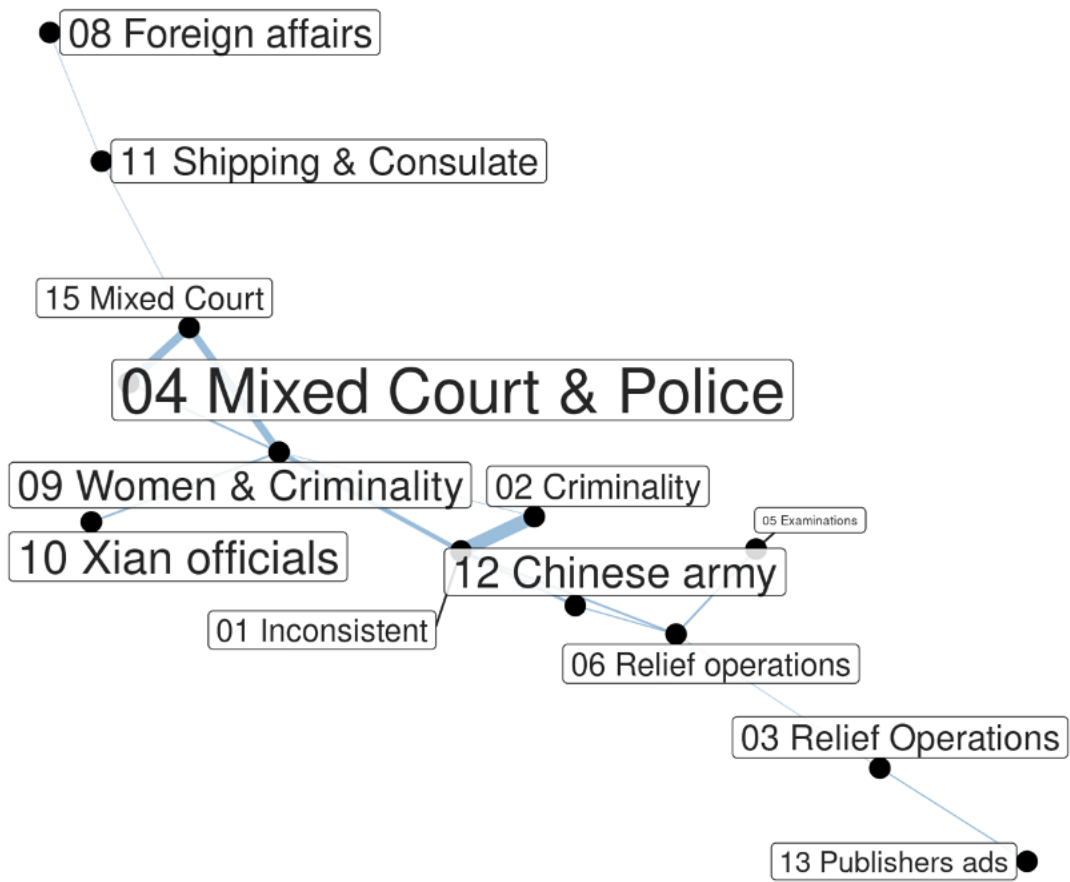 08 Foreign affairs
11 Shipping & Consulate
15 Mixed Court
04 Mixed Court & Police
09 Women & Criminality
02 Criminality
05 Examinations
10 Xian officials
12 Chinese army
01 Inconsistent
06 Relief operations
03 Relief Operations
13 Publishers ads